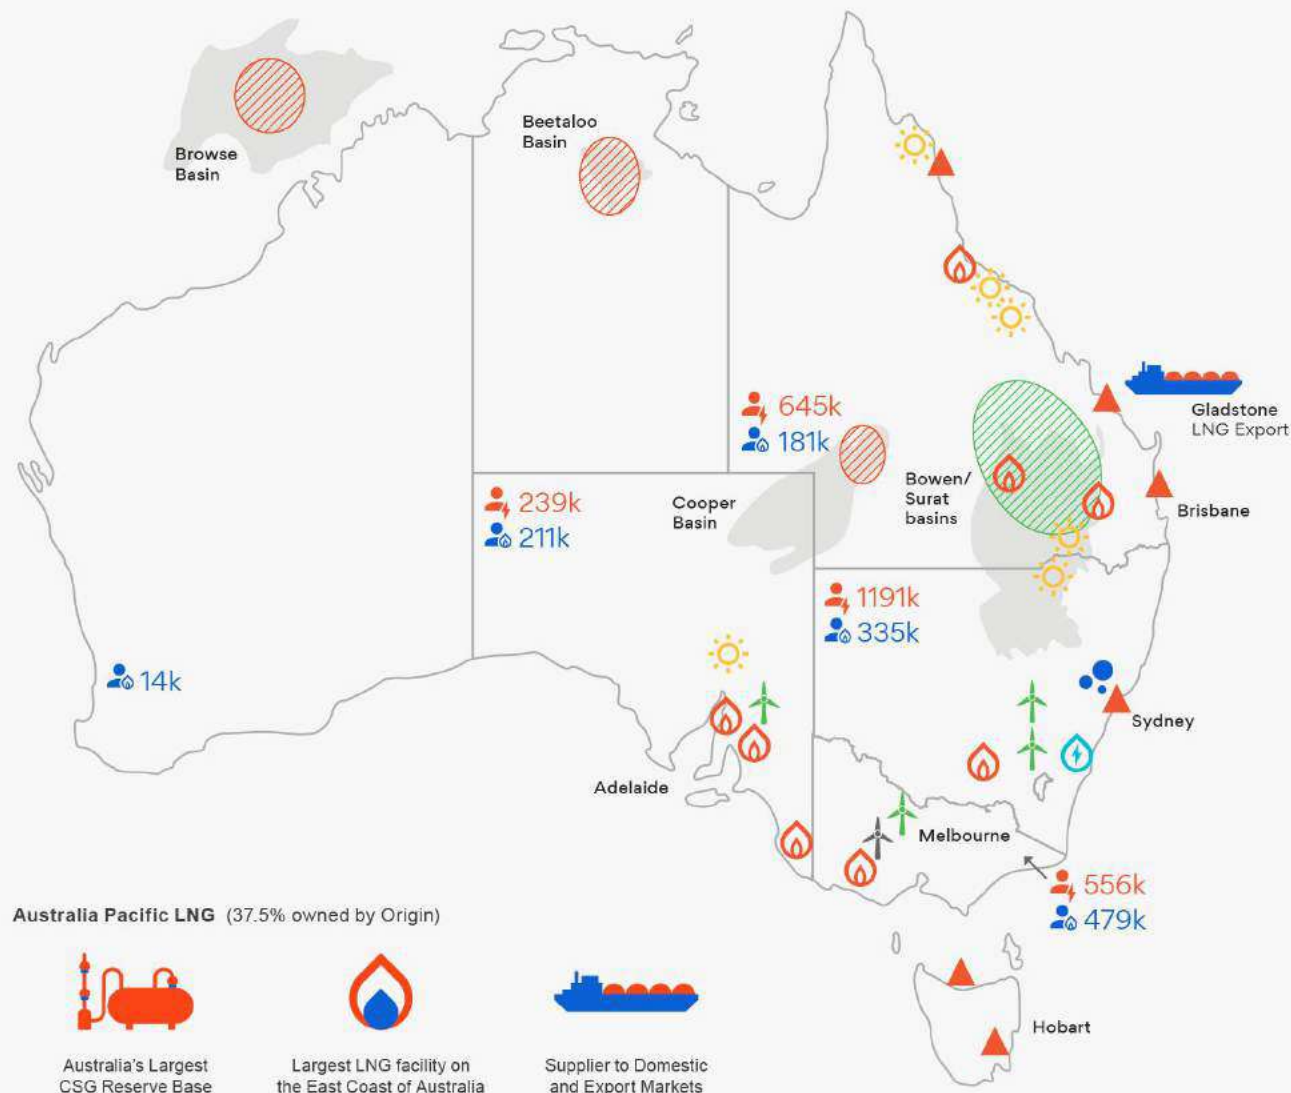 Browse
Basin
Beetaloo
Basin
Gladstone
LNG Export
645k
181k
Cooper
Basin
Bowen/
Surat
basins
Brisbane
239k
211k
1191k
335k
14k
Sydney
Adelaide
Melbourne
556k
479k
Australia Pacific LNG (37.5% owned by Origin)
Hobart
Australia's Largest
CSG Reserve Base
Largest LNG facility on
the East Coast of Australia
Supplier to Domestic
and Export Markets